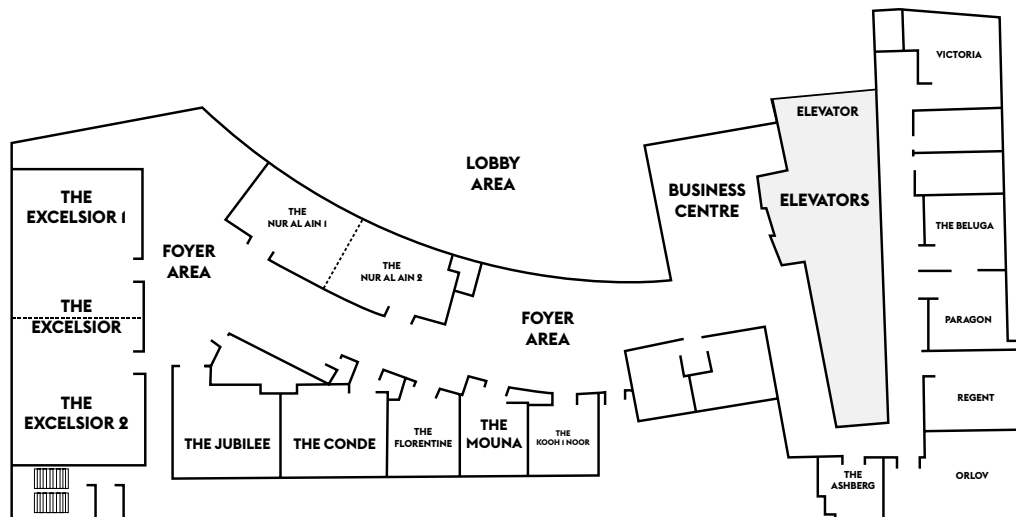 VICTORIA
ELEVATOR
LOBBY
AREA
THE
EXCELSIOR 1
BUSINESS
CENTRE
ELEVATORS
THE
NUR AL AIN 1
THE BELUGA
FOYER
AREA
THE
NUR AL AIN 2
THE
EXCELSIOR
FOYER
AREA
PARAGON
THE
EXCELSIOR 2
REGENT
THE JUBILEE
THE CONDE
THE
FLORENTINE
THE
MOUNA
THE
KOOH I NOOR
THE
ASHBERG
ORLOV